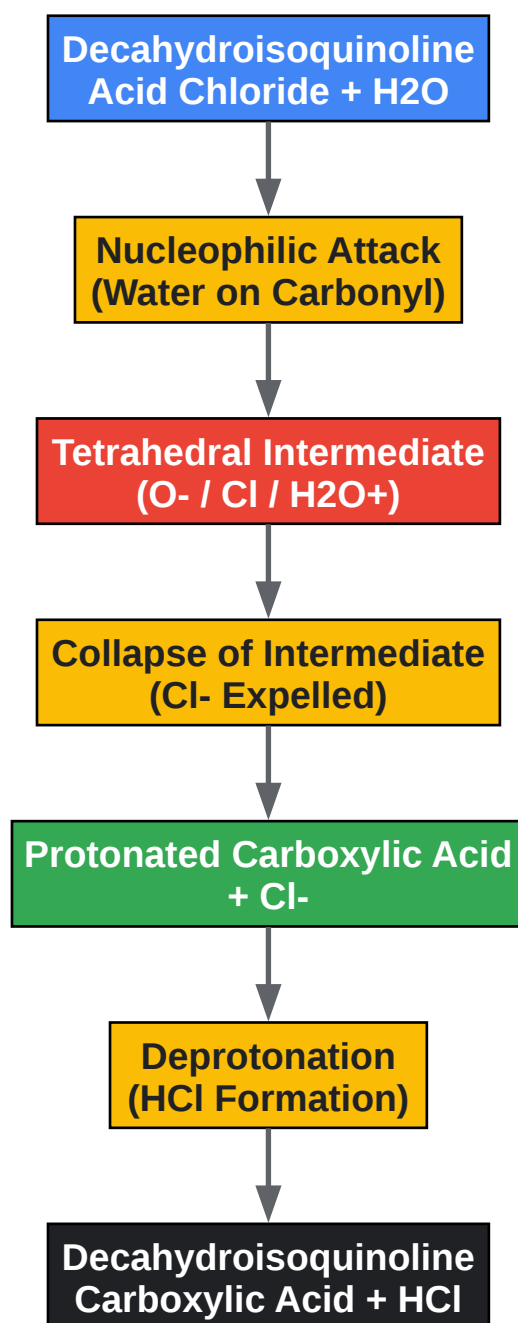 Decahydroisoquinoline
Acid Chloride + H2O
Nucleophilic Attack
(Water on Carbonyl)
Tetrahedral Intermediate
(O- / Cl / H2O+)
Collapse of Intermediate
(Cl- Expelled)
Protonated Carboxylic Acid
+ Cl-
Deprotonation
(HCl Formation)
Decahydroisoquinoline
Carboxylic Acid + HCl